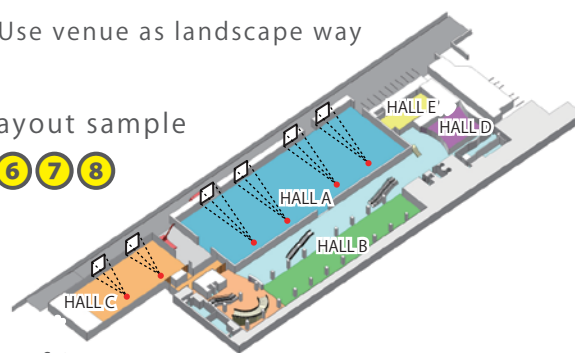 Use venue as landscape way
ayout sample
6 7 8
HALL E
HALL D
HALL A
HALL B
HALL C